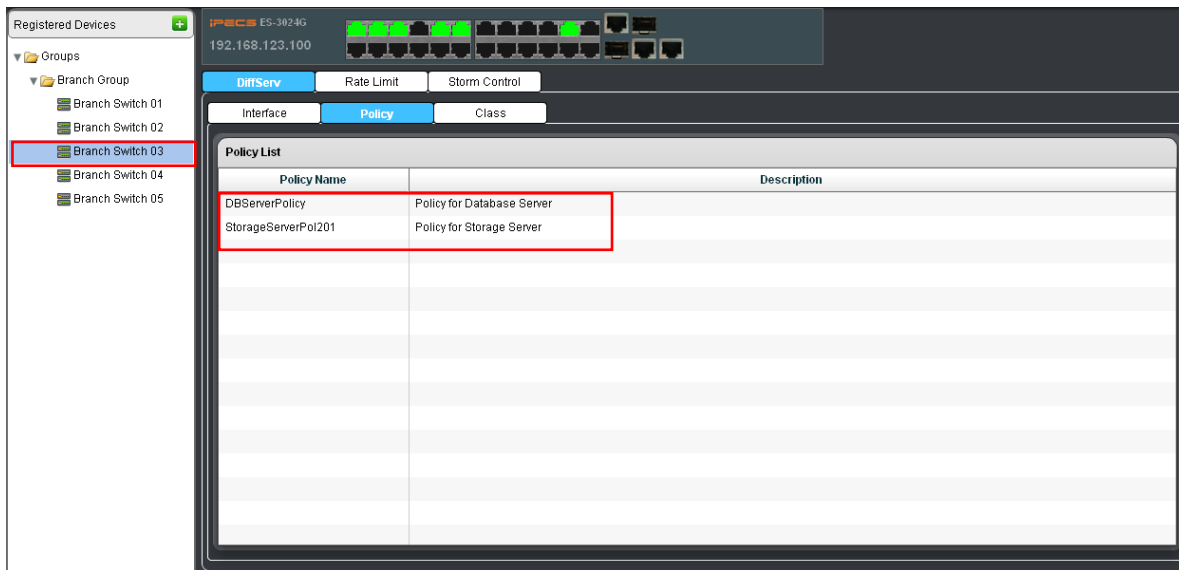 Registered Devices
Groups
Branch Group
Branch Switch 01
Branch Switch 02
Branch Switch 03
Branch Switch 04
Branch Switch 05
iPECS ES-3024G
192.168.123.100
DiffServ Rate Limit Storm Control
Interface Policy Class
Policy List
Policy Name Description
DBServerPolicy Policy for Database Server
StorageServerPol201 Policy for Storage Server